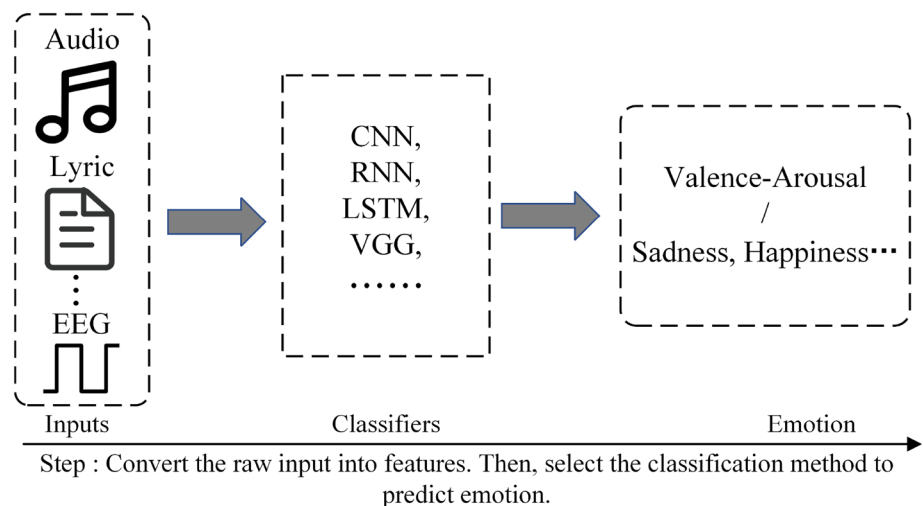 Audio
Lyric
EEG
CNN,
RNN,
LSTM,
VGG,
······
Valence-Arousal
/
Sadness, Happiness···
Inputs
Classifiers
Emotion
Step : Convert the raw input into features. Then, select the classification method to
predict emotion.